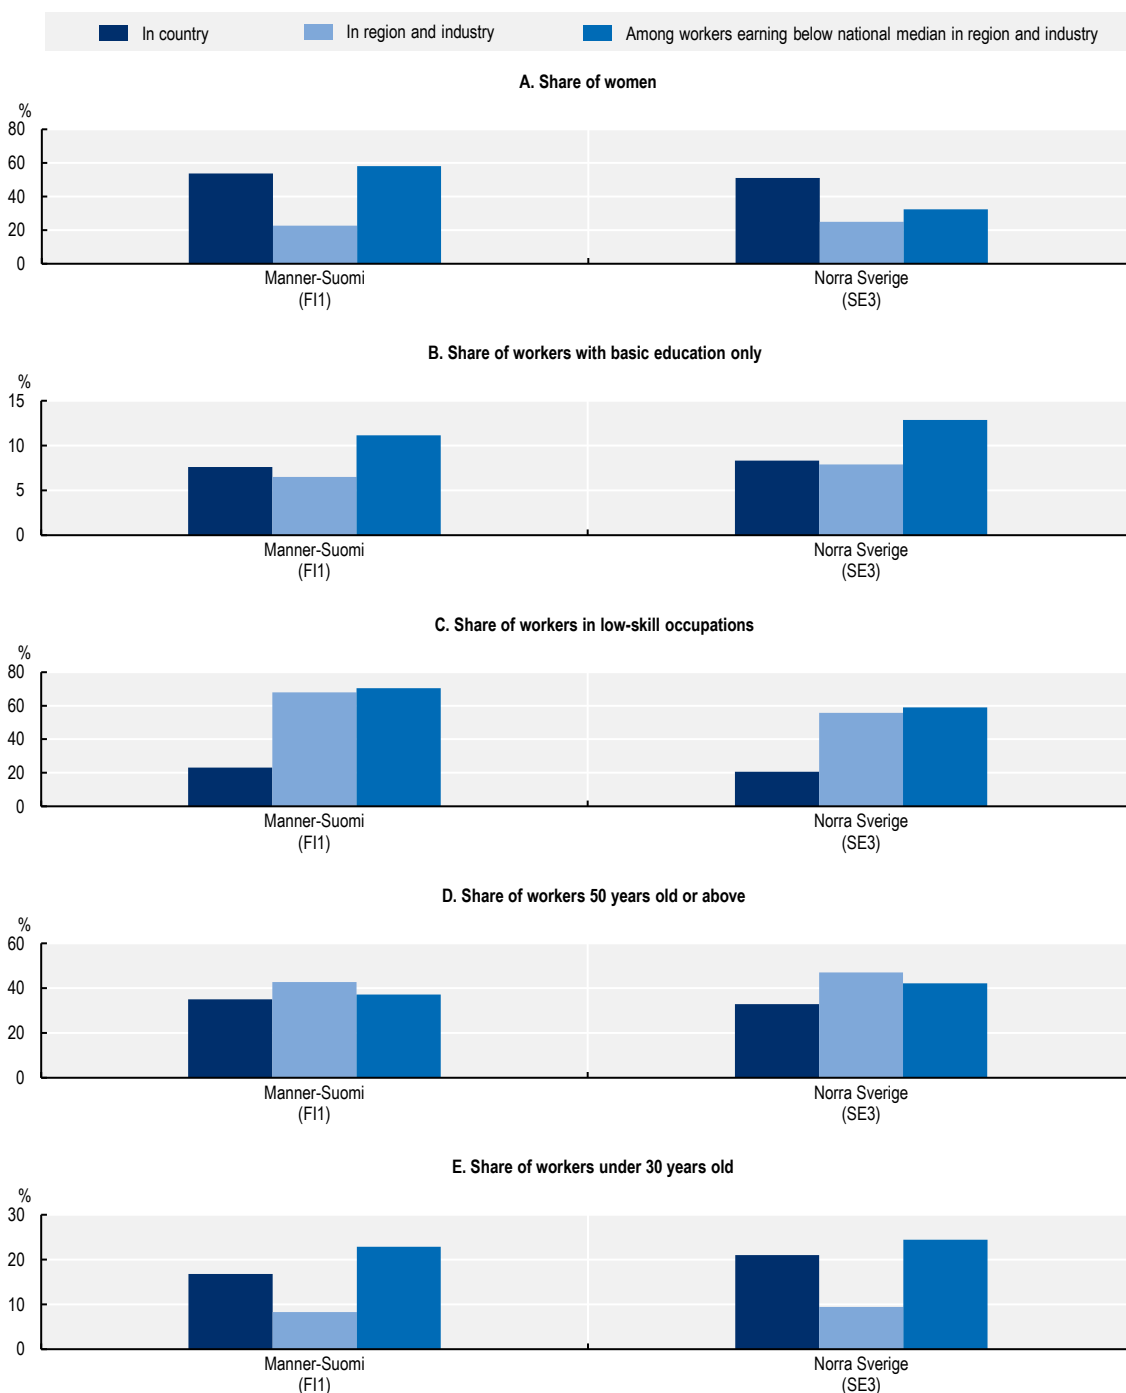 In country
In region and industry
Among workers earning below national median in region and industry
A. Share of women
%
80
60
40
20
0
Manner-Suomi
(FI1)
Norra Sverige
(SE3)
B. Share of workers with basic education only
%
15
10
5
0
Manner-Suomi
(FI1)
Norra Sverige
(SE3)
C. Share of workers in low-skill occupations
%
80
60
40
20
0
Manner-Suomi
(FI1)
Norra Sverige
(SE3)
D. Share of workers 50 years old or above
%
60
40
20
0
Manner-Suomi
(FI1)
Norra Sverige
(SE3)
E. Share of workers under 30 years old
%
30
20
10
0
Manner-Suomi
(FI1)
Norra Sverige
(SE3)